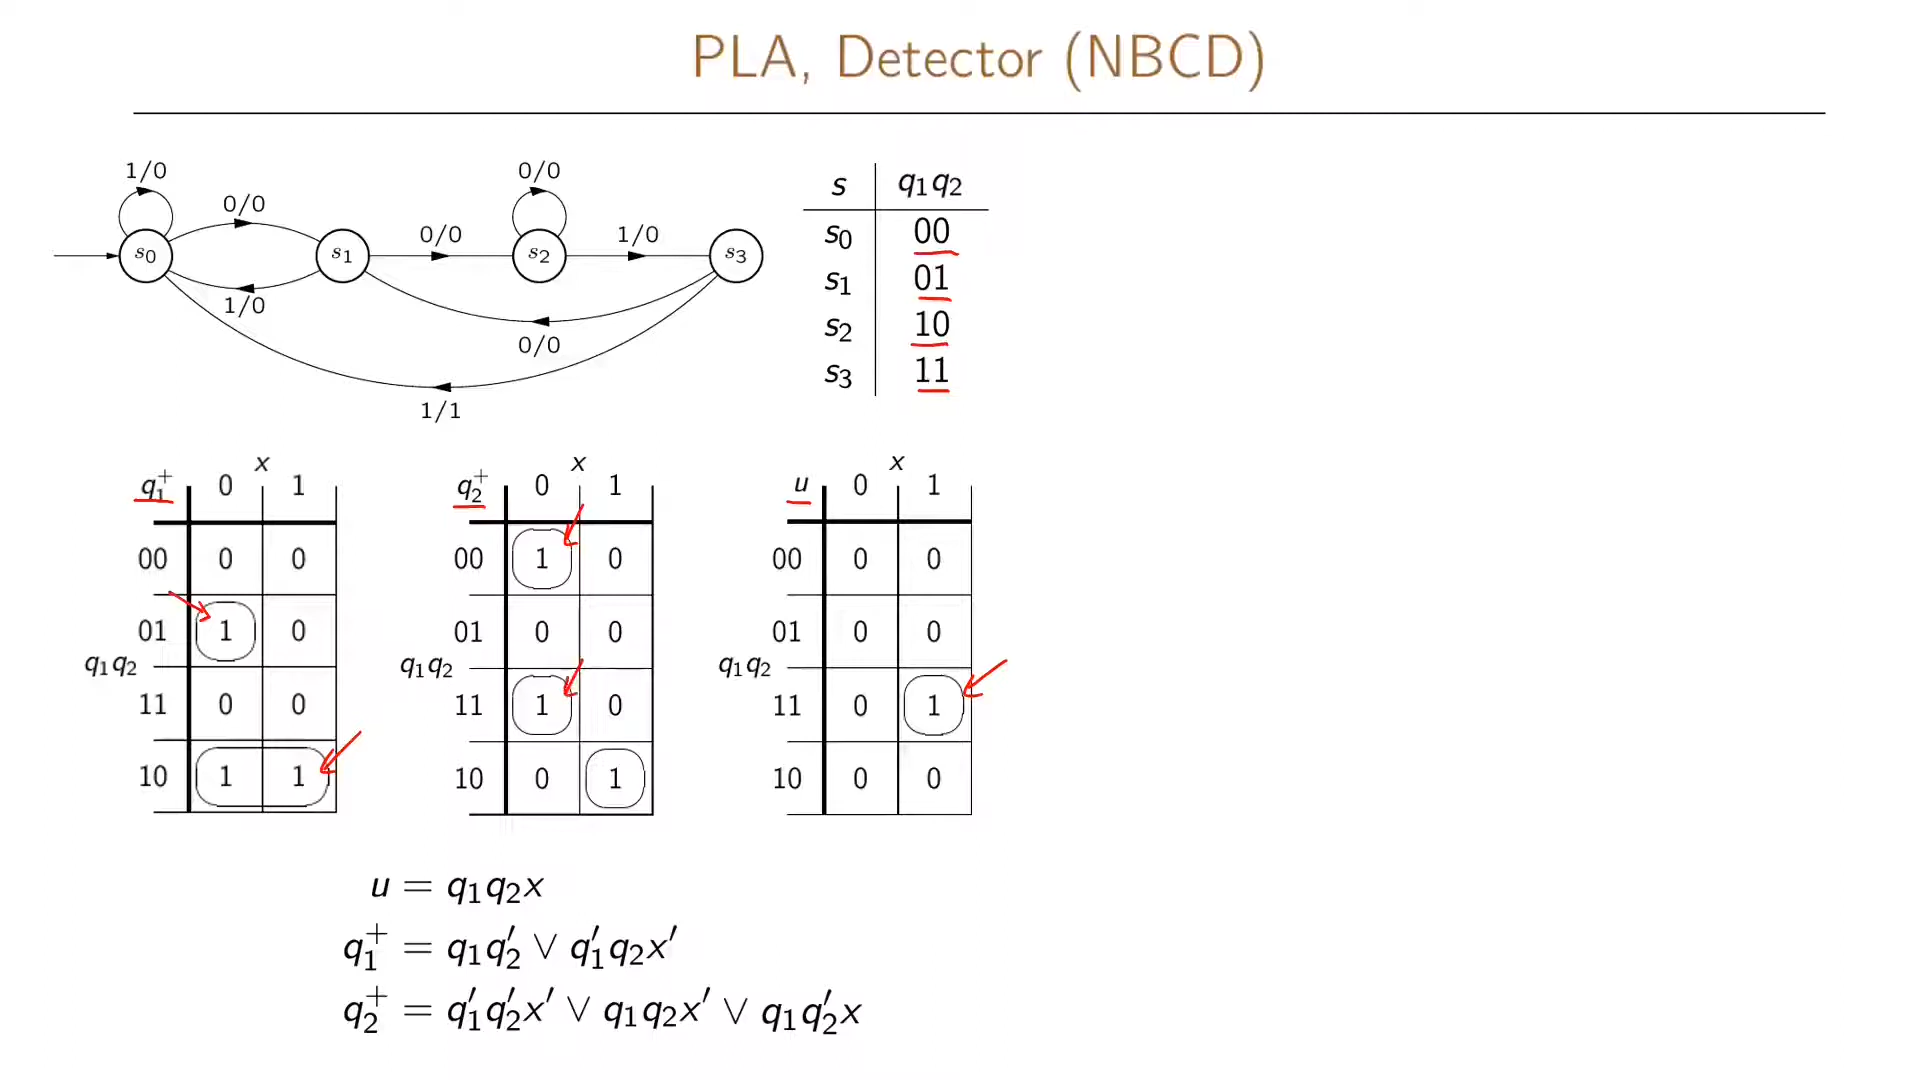 PLA, Detector (NBCD)
1/0
0/0
0/0
0/0
1/0
s0
s1
s2
s3
1/0
0/0
1/1
s q₁q₂
s₀ 00
s₁ 01
s₂ 10
s₃ 11
x
q₁⁺ 0 1
00 0 0
01 1 0
q₁q₂
11 0 0
10 1 1
x
q₂⁺ 0 1
00 1 0
01 0 0
q₁q₂
11 1 0
10 0 1
x
u 0 1
00 0 0
01 0 0
q₁q₂
11 0 1
10 0 0
u = q₁q₂x
q₁⁺ = q₁q₂′ ∨ q₁′q₂x′
q₂⁺ = q₁′q₂′x′ ∨ q₁q₂x′ ∨ q₁q₂′x